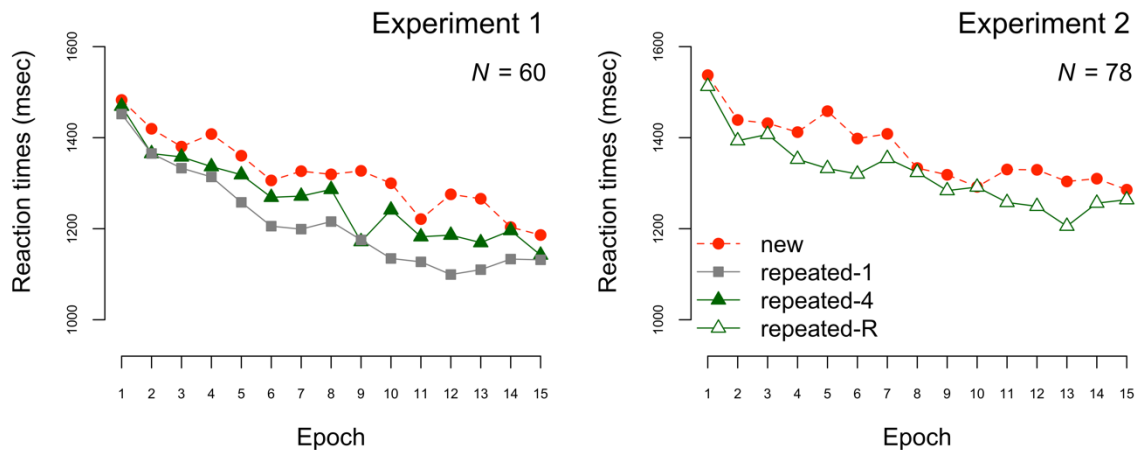 Experiment 1
N = 60
Reaction times (msec)
1600
1400
1200
1000
1 2 3 4 5 6 7 8 9 10 11 12 13 14 15
Epoch
Experiment 2
N = 78
Reaction times (msec)
1600
1400
1200
1000
new
repeated-1
repeated-4
repeated-R
1 2 3 4 5 6 7 8 9 10 11 12 13 14 15
Epoch